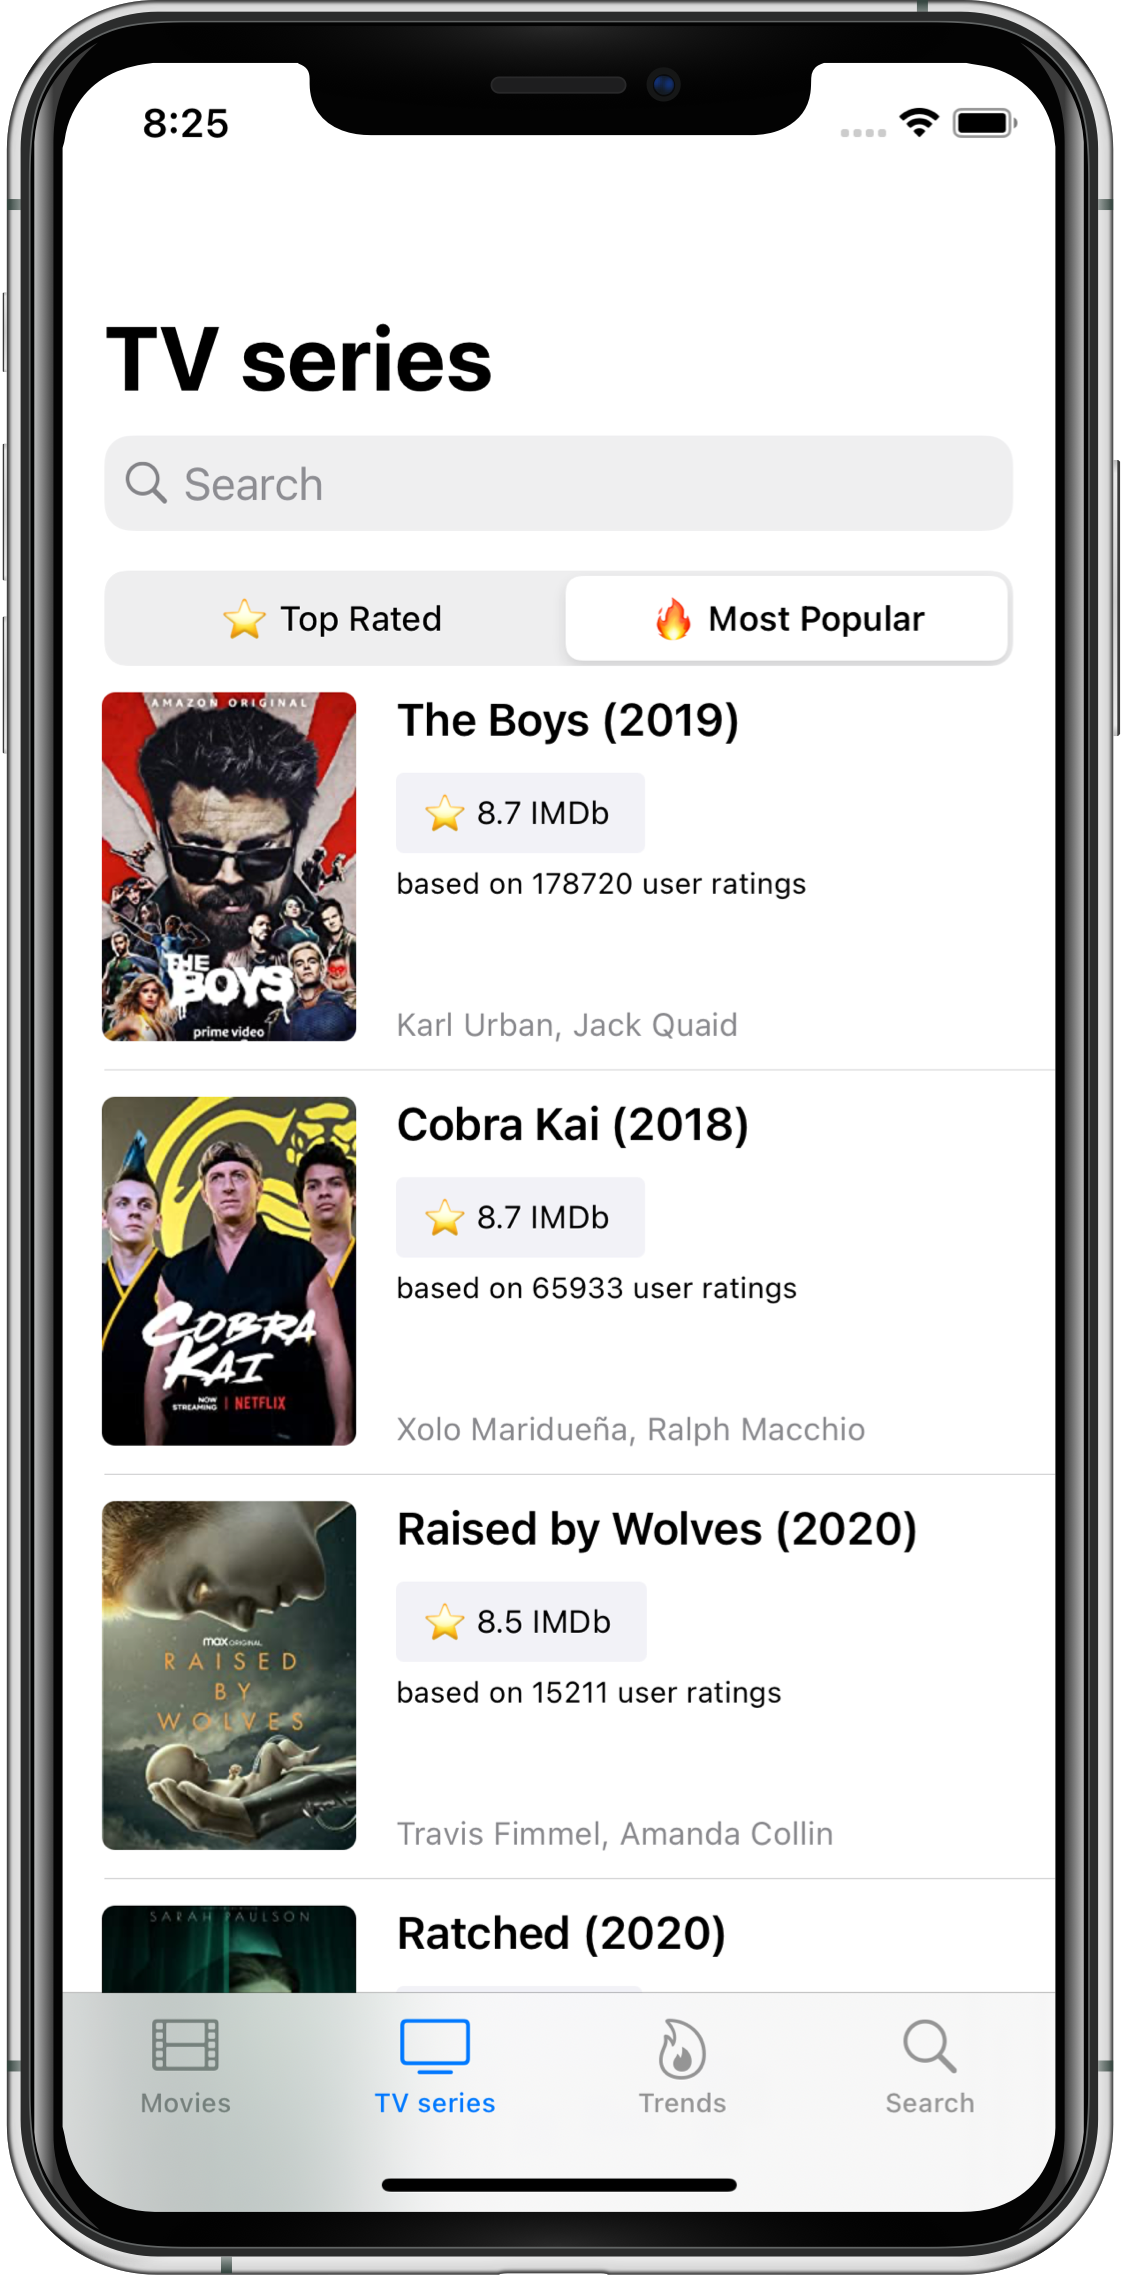 8:25
TV series
Search
Top Rated
Most Popular
AMAZON ORIGINAL
THE
BOYS
prime video
The Boys (2019)
8.7 IMDb
based on 178720 user ratings
Karl Urban, Jack Quaid
COBRA
KAI
NOW
STREAMING
NETFLIX
Cobra Kai (2018)
8.7 IMDb
based on 65933 user ratings
Xolo Maridueña, Ralph Macchio
max ORIGINAL
RAISED
BY
WOLVES
Raised by Wolves (2020)
8.5 IMDb
based on 15211 user ratings
Travis Fimmel, Amanda Collin
SARAH PAULSON
Ratched (2020)
Movies
TV series
Trends
Search